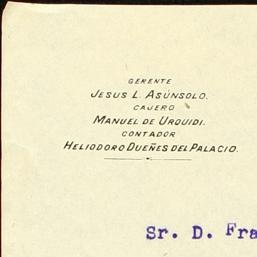 GERENTE
JESUS L. ASÚNSOLO.
CAJERO
MANUEL DE URQUIDI.
CONTADOR
HELIODORO DUEÑES DEL PALACIO.
Sr. D. Fra